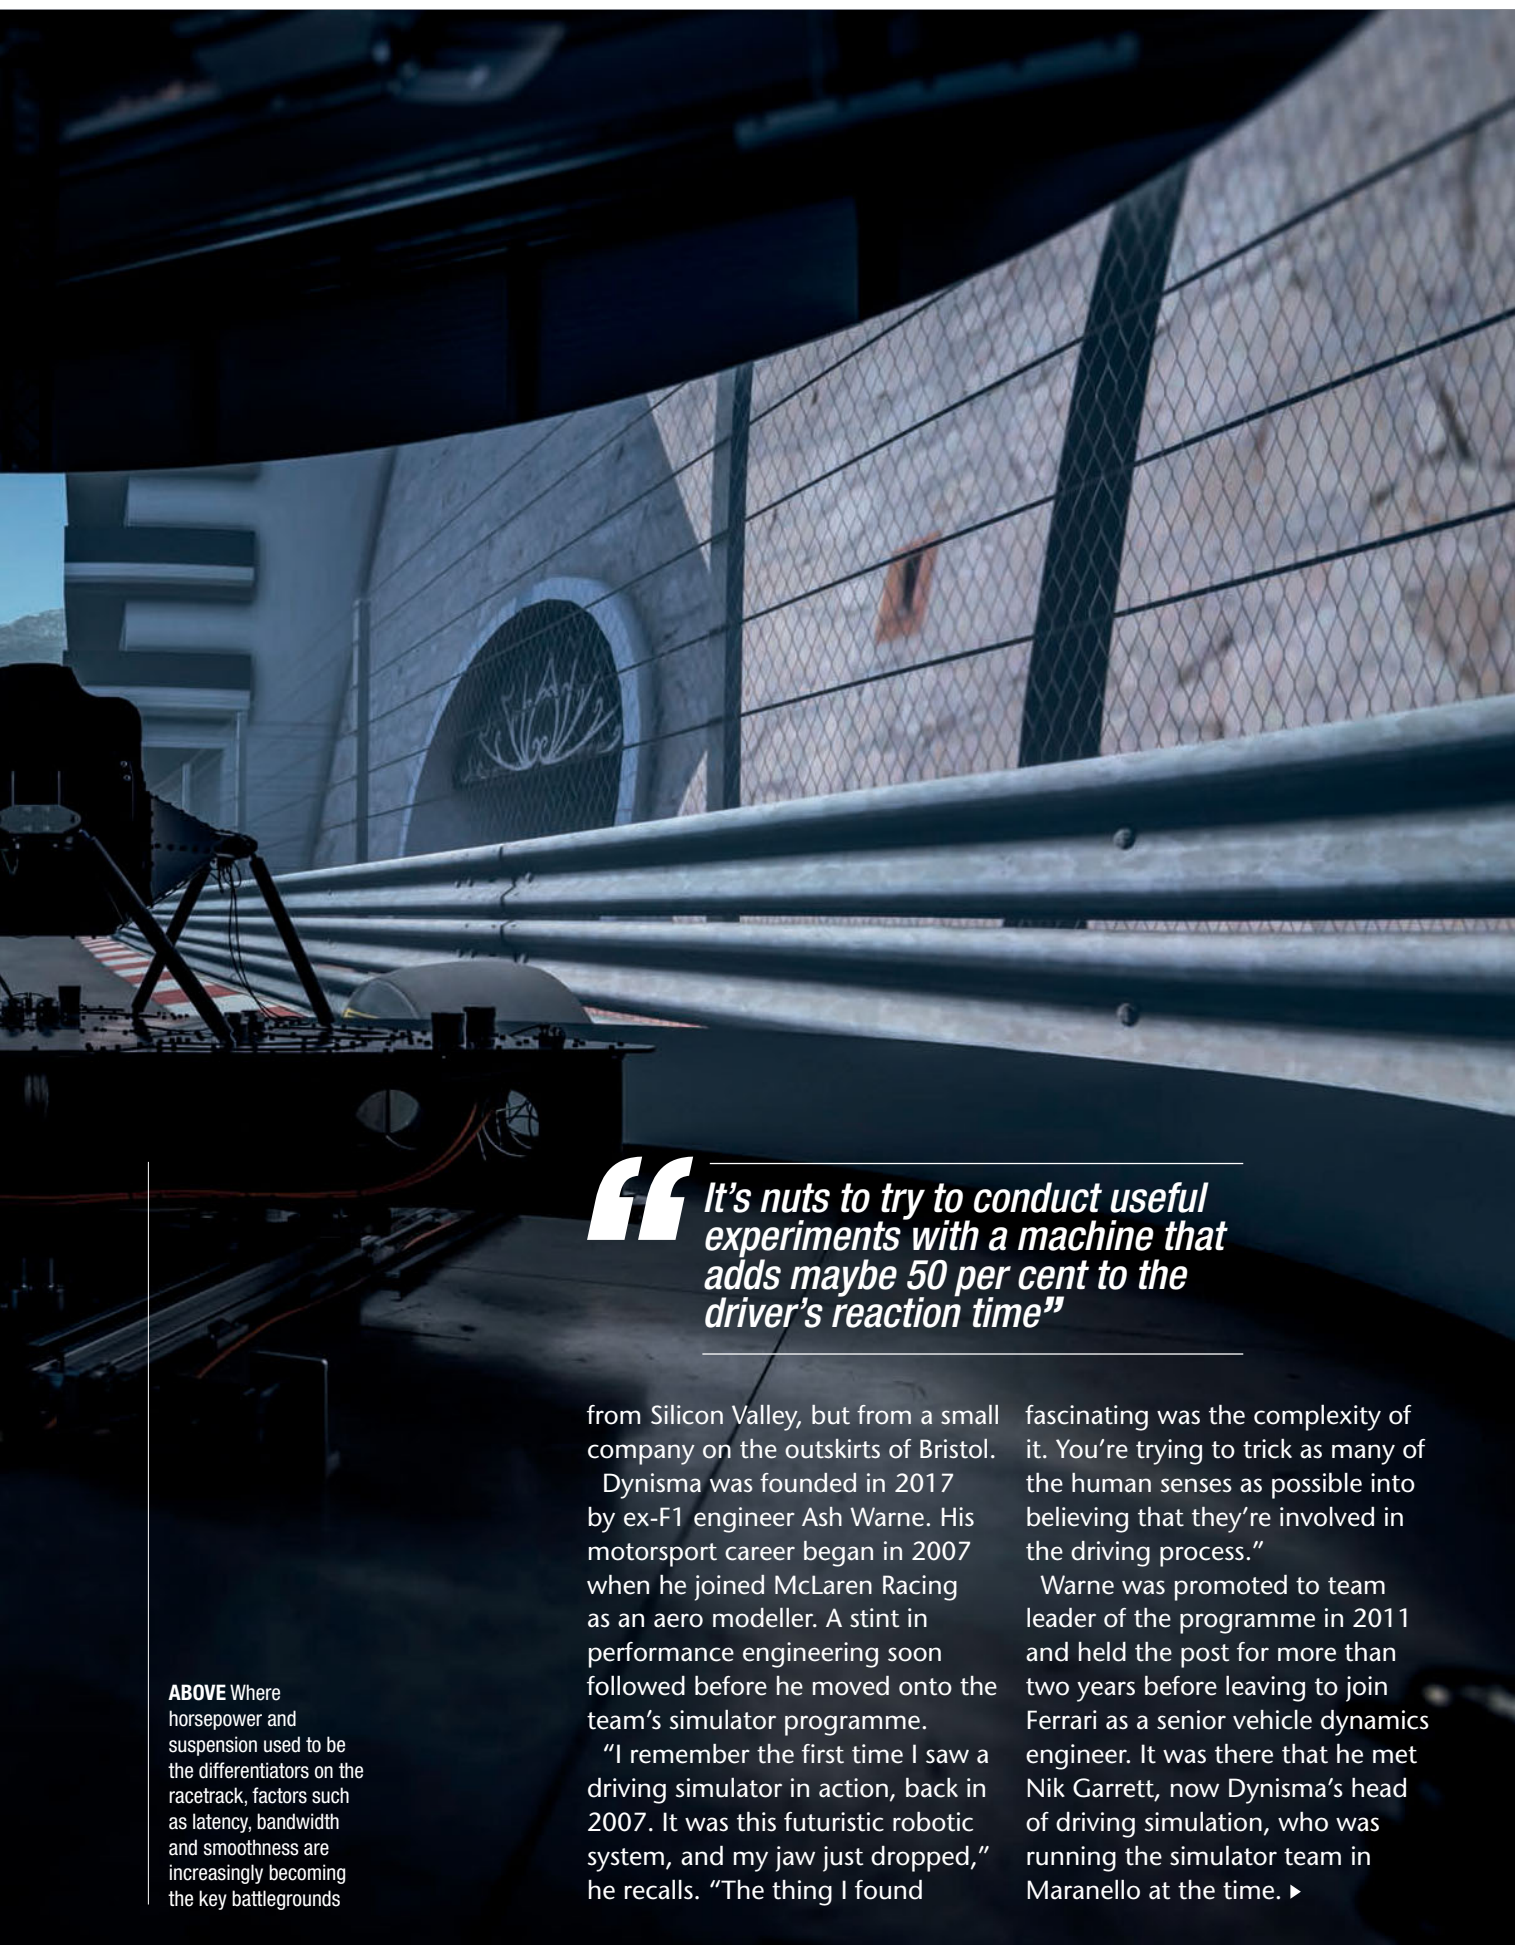 “It’s nuts to try to conduct useful
experiments with a machine that
adds maybe 50 per cent to the
driver’s reaction time”
from Silicon Valley, but from a small
company on the outskirts of Bristol.
Dynisma was founded in 2017
by ex-F1 engineer Ash Warne. His
motorsport career began in 2007
when he joined McLaren Racing
as an aero modeller. A stint in
performance engineering soon
followed before he moved onto the
team’s simulator programme.
“I remember the first time I saw a
driving simulator in action, back in
2007. It was this futuristic robotic
system, and my jaw just dropped,”
he recalls. “The thing I found
fascinating was the complexity of
it. You’re trying to trick as many of
the human senses as possible into
believing that they’re involved in
the driving process.”
Warne was promoted to team
leader of the programme in 2011
and held the post for more than
two years before leaving to join
Ferrari as a senior vehicle dynamics
engineer. It was there that he met
Nik Garrett, now Dynisma’s head
of driving simulation, who was
running the simulator team in
Maranello at the time. ▶
ABOVE Where
horsepower and
suspension used to be
the differentiators on the
racetrack, factors such
as latency, bandwidth
and smoothness are
increasingly becoming
the key battlegrounds